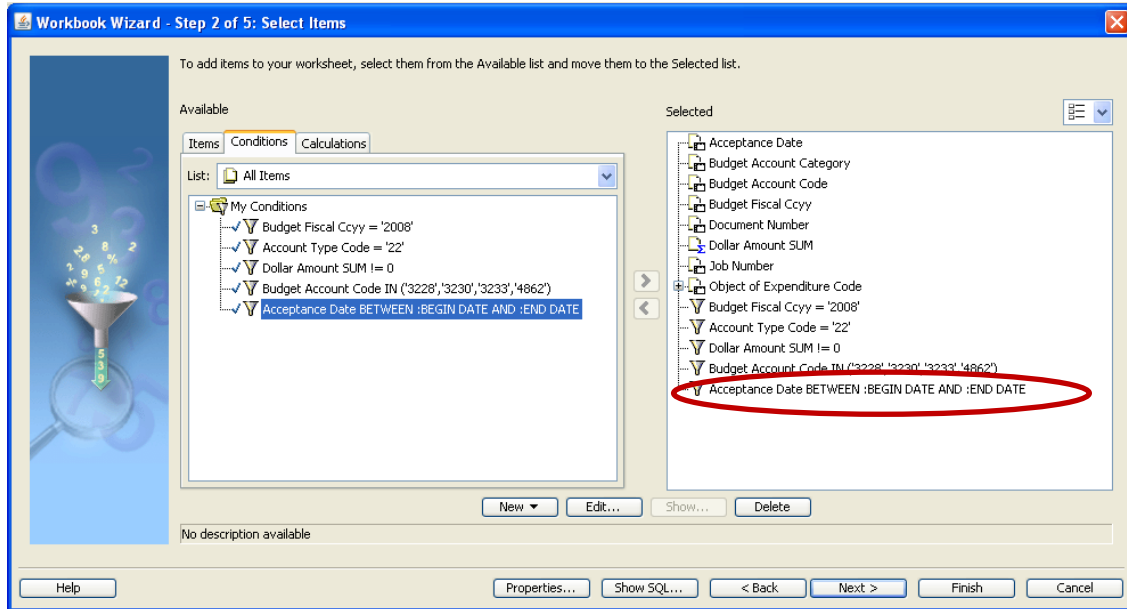 Workbook Wizard - Step 2 of 5: Select Items
To add items to your worksheet, select them from the Available list and move them to the Selected list.
Available
Items Conditions Calculations
List: All Items
My Conditions
Budget Fiscal Ccyy = '2008'
Account Type Code = '22'
Dollar Amount SUM != 0
Budget Account Code IN ('3228','3230','3233','4862')
Acceptance Date BETWEEN :BEGIN DATE AND :END DATE
Selected
Acceptance Date
Budget Account Category
Budget Account Code
Budget Fiscal Ccyy
Document Number
Dollar Amount SUM
Job Number
Object of Expenditure Code
Budget Fiscal Ccyy = '2008'
Account Type Code = '22'
Dollar Amount SUM != 0
Budget Account Code IN ('3228','3230','3233','4862')
Acceptance Date BETWEEN :BEGIN DATE AND :END DATE
New Edit... Show... Delete
No description available
Help Properties... Show SQL... < Back Next > Finish Cancel